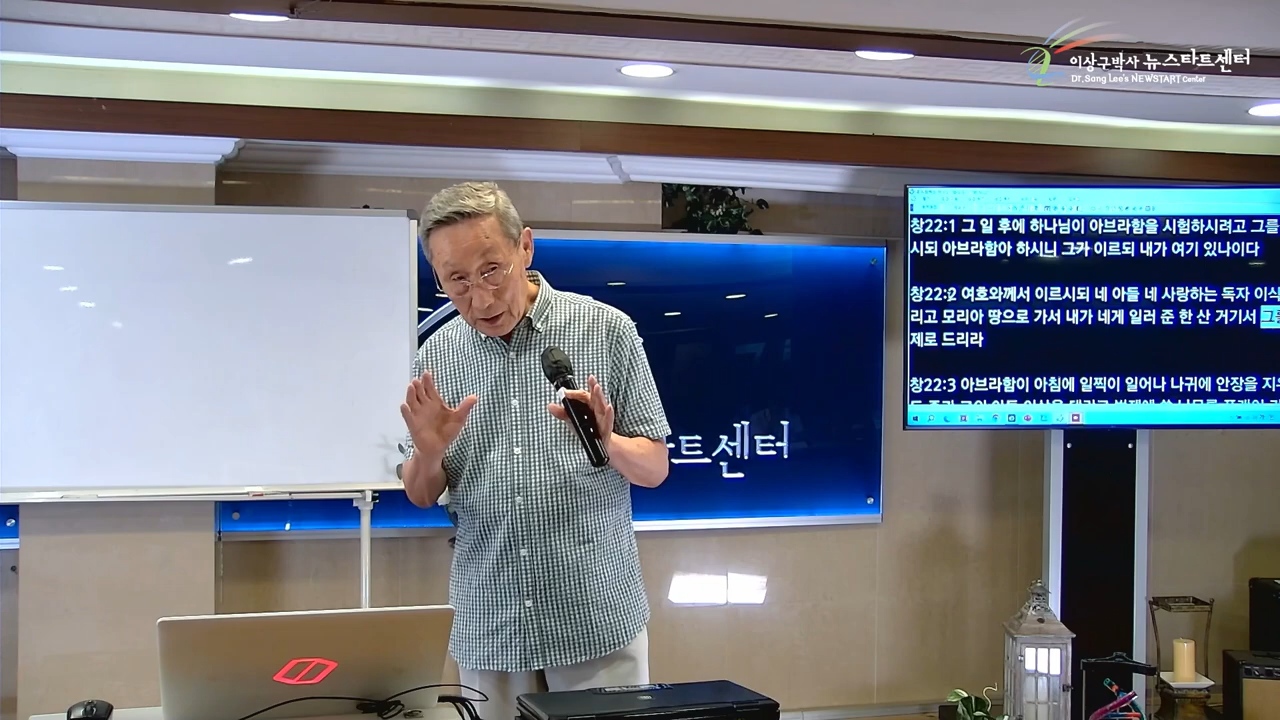 이상구박사 뉴스타트센터
Dr.Sang Lee's NEWSTART Center
창22:1 그 일 후에 하나님이 아브라함을 시험하시려고 그를
시되 아브라함아 하시니 그가 이르되 내가 여기 있나이다
창22:2 여호와께서 이르시되 네 아들 네 사랑하는 독자 이삭
리고 모리아 땅으로 가서 내가 네게 일러 준 한 산 거기서 그를
제로 드리라
창22:3 아브라함이 아침에 일찍이 일어나 나귀에 안장을 지우
트센터